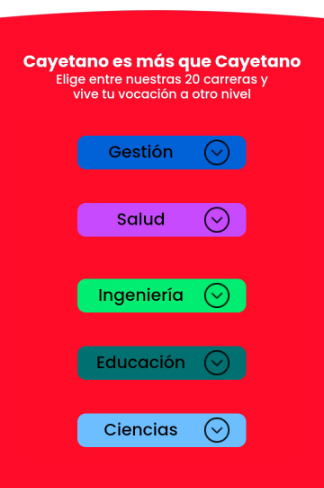 Cayetano es más que Cayetano
Elige entre nuestras 20 carreras y
vive tu vocación a otro nivel
Gestión
Salud
Ingeniería
Educación
Ciencias